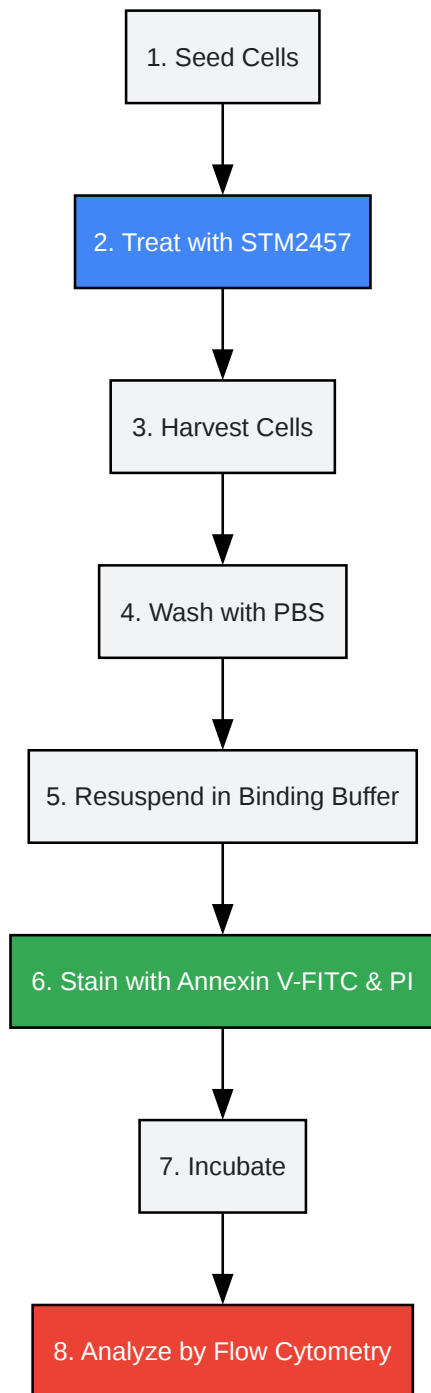 1. Seed Cells
2. Treat with STM2457
3. Harvest Cells
4. Wash with PBS
5. Resuspend in Binding Buffer
6. Stain with Annexin V-FITC & PI
7. Incubate
8. Analyze by Flow Cytometry